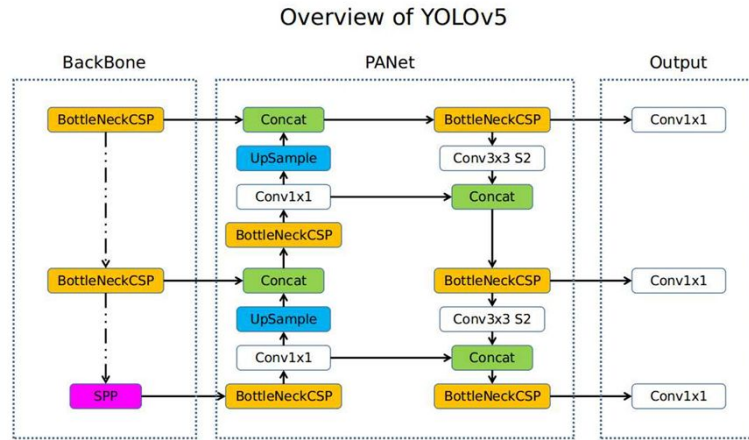 Overview of YOLOv5
BackBone
PANet
Output
BottleNeckCSP
Concat
BottleNeckCSP
Conv1x1
UpSample
Conv3x3 S2
Conv1x1
Concat
BottleNeckCSP
BottleNeckCSP
Concat
BottleNeckCSP
Conv1x1
UpSample
Conv3x3 S2
Conv1x1
Concat
SPP
BottleNeckCSP
BottleNeckCSP
Conv1x1